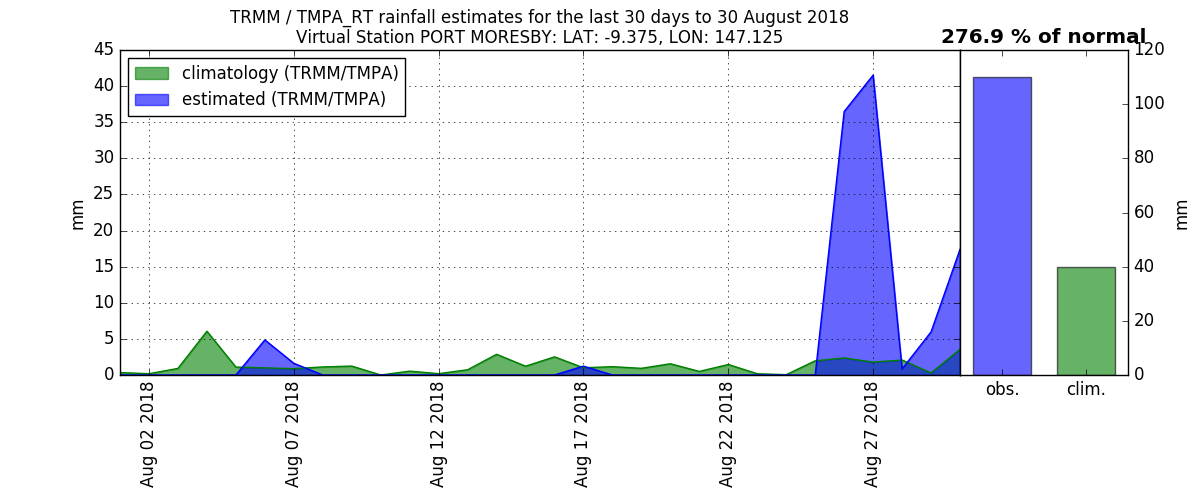 TRMM / TMPA_RT rainfall estimates for the last 30 days to 30 August 2018
Virtual Station PORT MORESBY: LAT: -9.375, LON: 147.125
276.9 % of normal
climatology (TRMM/TMPA)
estimated (TRMM/TMPA)
mm
45
40
35
30
25
20
15
10
5
0
Aug 02 2018
Aug 07 2018
Aug 12 2018
Aug 17 2018
Aug 22 2018
Aug 27 2018
obs.
clim.
120
100
80
60
40
20
0
mm